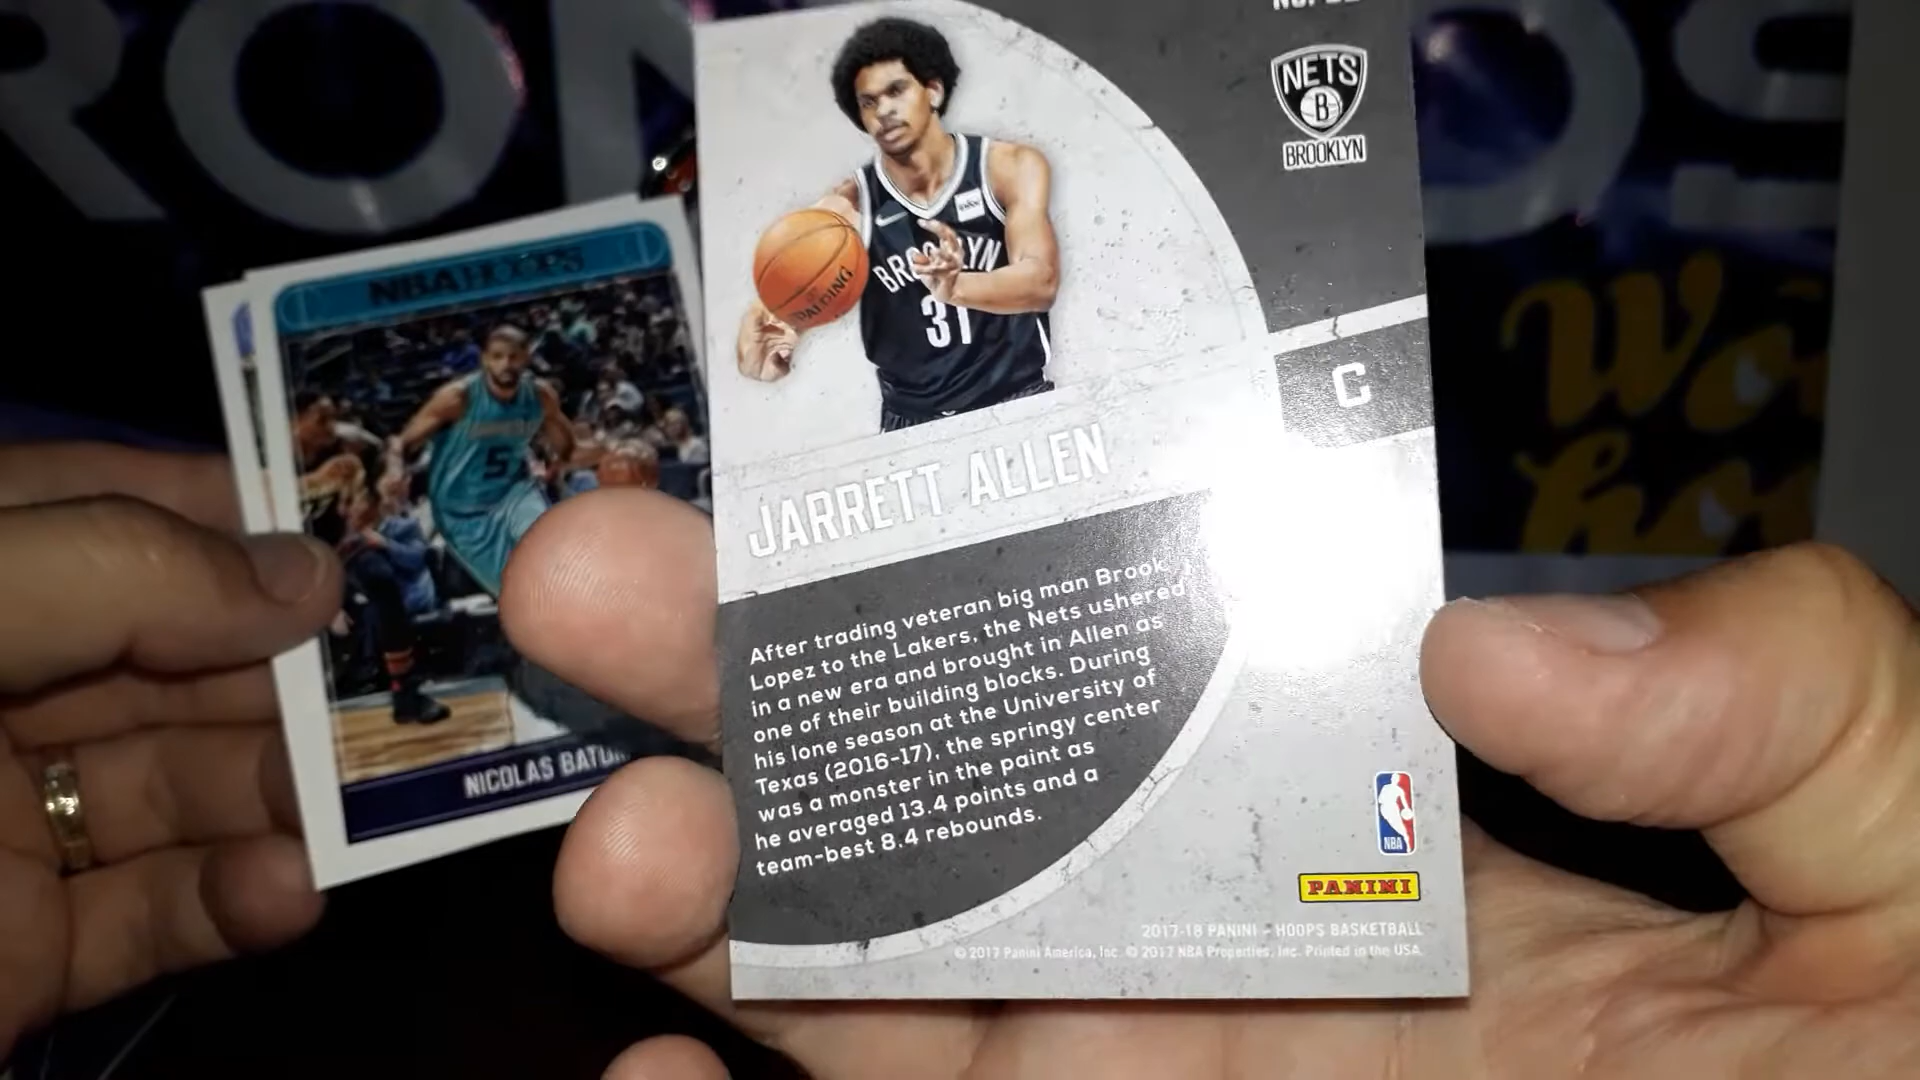 NO.
NETS
B
BROOKLYN
BROOKLYN
31
SPALDING
C
JARRETT ALLEN
After trading veteran big man Brook
Lopez to the Lakers, the Nets ushered
in a new era and brought in Allen as
one of their building blocks. During
his lone season at the University of
Texas (2016-17), the springy center
was a monster in the paint as
he averaged 13.4 points and a
team-best 8.4 rebounds.
NBA
PANINI
2017-18 PANINI - HOOPS BASKETBALL
© 2017 Panini America, Inc. © 2017 NBA Properties, Inc. Printed in the USA.
NBA HOOPS
5
NICOLAS BATU